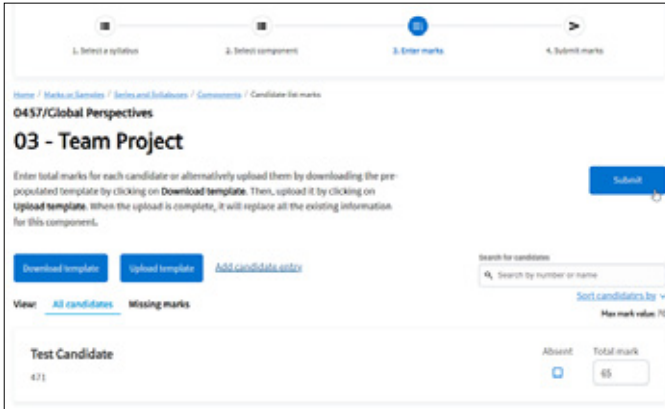 1. Select a syllabus
2. Select component
3. Enter marks
4. Submit marks
Home / Marks or Samples / Series and Syllabuses / Components / Candidate list marks
0457/Global Perspectives
03 - Team Project
Enter total marks for each candidate or alternatively upload them by downloading the pre-
populated template by clicking on Download template. Then, upload it by clicking on
Upload template. When the upload is complete, it will replace all the existing information
for this component.
Submit
Download template
Upload template
Add candidate entry
Search for candidates
Search by number or name
Sort candidates by
View: All candidates Missing marks
Max mark value: 70
Test Candidate
471
Absent
Total mark
65